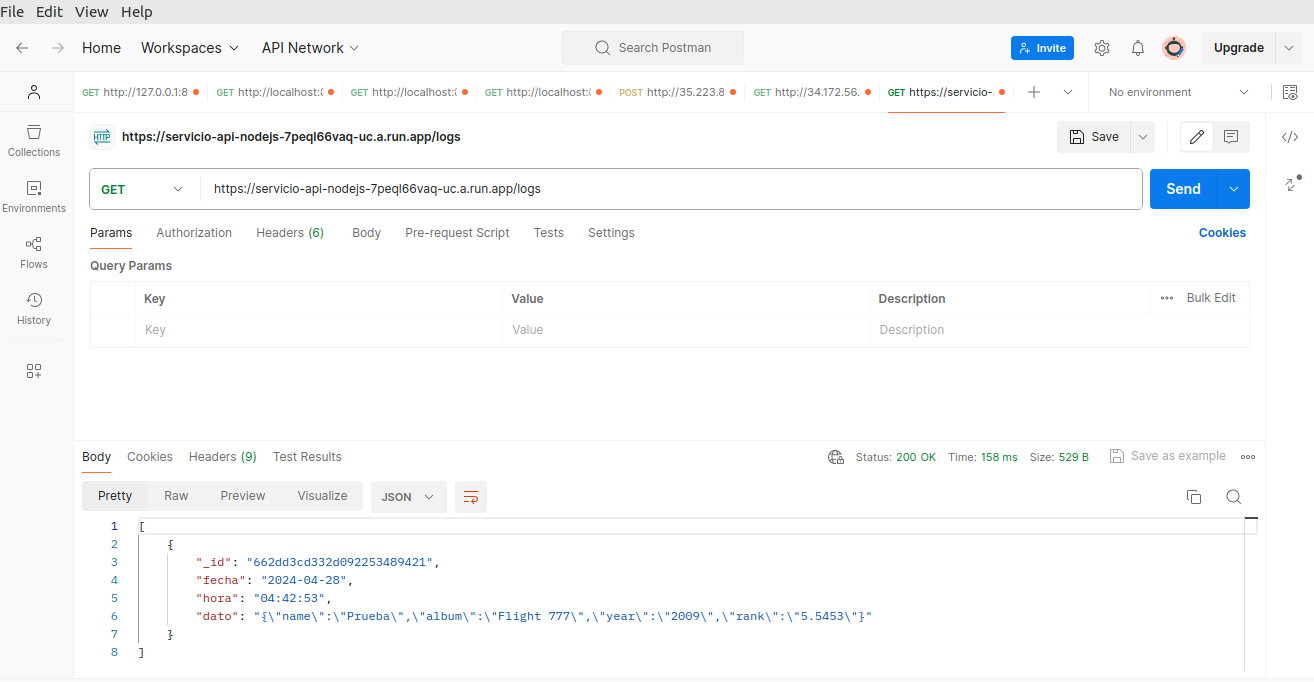 File Edit View Help
Home Workspaces API Network Search Postman Invite Upgrade
GET http://127.0.0.1:8 GET http://localhost:( GET http://localhost:( GET http://localhost:( POST http://35.223.8 GET http://34.172.56. GET https://servicio-. No environment
HTTP https://servicio-api-nodejs-7peql66vaq-uc.a.run.app/logs Save
Collections
GET https://servicio-api-nodejs-7peql66vaq-uc.a.run.app/logs Send
Environments
Params Authorization Headers (6) Body Pre-request Script Tests Settings Cookies
Flows
Query Params
Key Value Description Bulk Edit
History
Key Value Description
Body Cookies Headers (9) Test Results Status: 200 OK Time: 158 ms Size: 529 B Save as example
Pretty Raw Preview Visualize JSON
1 [
2 {
3 "_id": "662dd3cd332d092253489421",
4 "fecha": "2024-04-28",
5 "hora": "04:42:53",
6 "dato": "{\"name\":\"Prueba\",\"album\":\"Flight 777\",\"year\":\"2009\",\"rank\":\"5.5453\"}"
7 }
8 ]